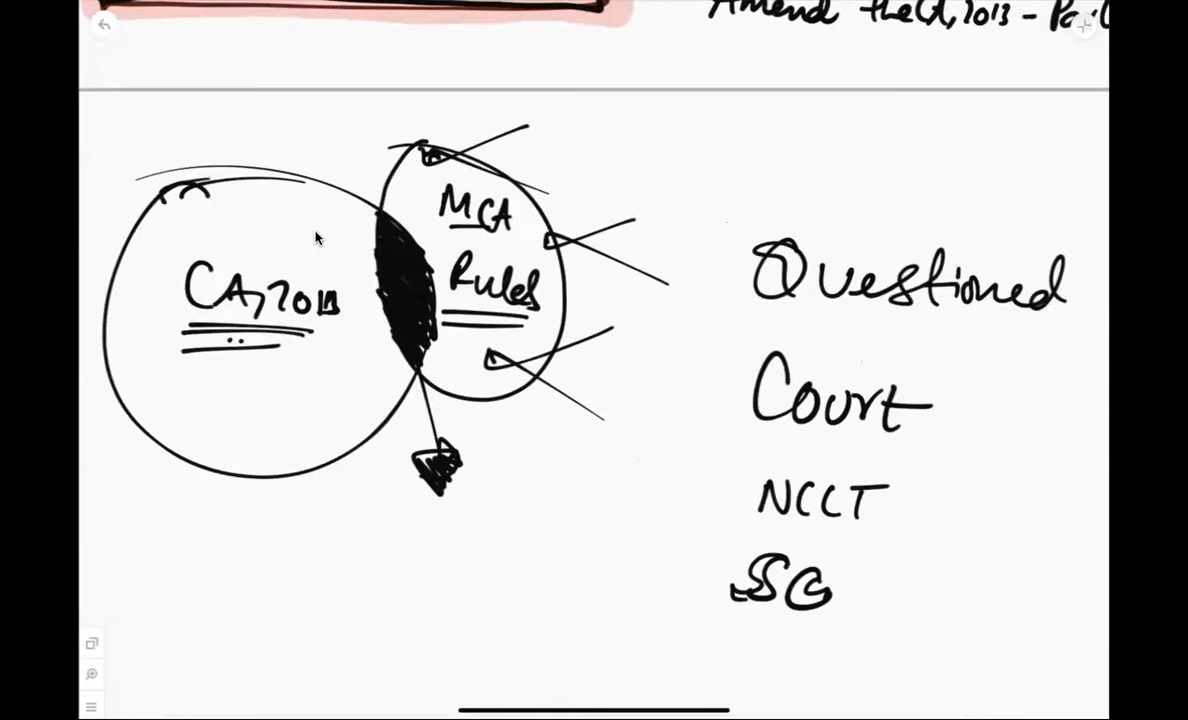 Amend the CA, 2013 -
MCA
Rules
CA, 2013
Questioned
Court
NCLT
SC